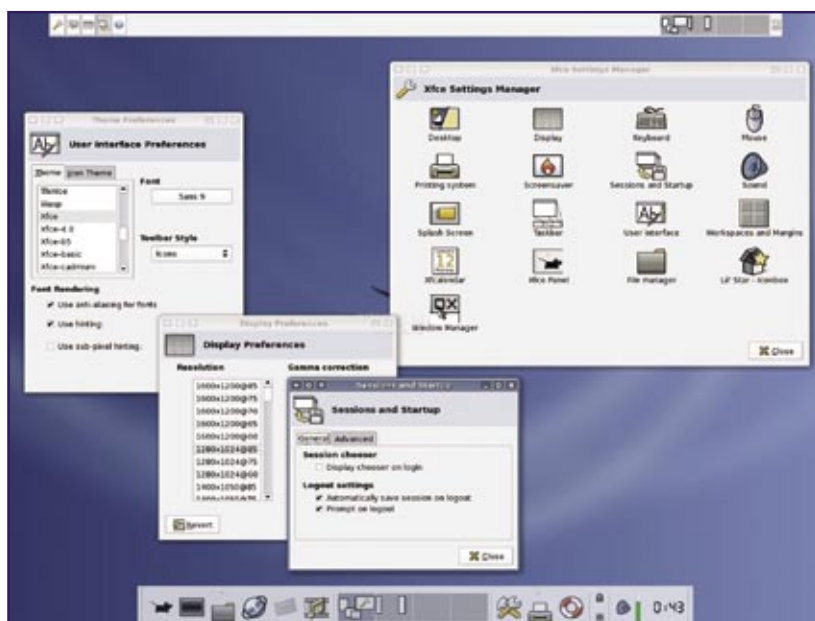 Xfce Settings Manager
Xfce Settings Manager
Desktop
Display
Keyboard
Mouse
Printing system
Screensaver
Sessions and Startup
Sound
Splash Screen
Taskbar
User interface
Workspaces and Margins
Xfcalendar
Xfce Panel
File manager
Lil' Star - Iconbox
Window Manager
Close
Theme Preferences
User Interface Preferences
Theme
Icon Theme
Font
Sans 9
Xfce
Xfce-4.0
Xfce-b5
Xfce-basic
Xfce-cadmium
Toolbar Style
Icons
Font Rendering
Use anti-aliasing for fonts
Use hinting
Use sub-pixel hinting
Display Preferences
Display Preferences
Resolution
Gamma correction
1600x1200@85
1600x1200@75
1600x1200@70
1600x1200@65
1600x1200@60
1280x1024@85
1280x1024@75
1280x1024@60
1400x1050@85
Revert
Sessions and Startup
Sessions and Startup
General
Advanced
Session chooser
Display chooser on login
Logout settings
Automatically save session on logout
Prompt on logout
Close
0:43